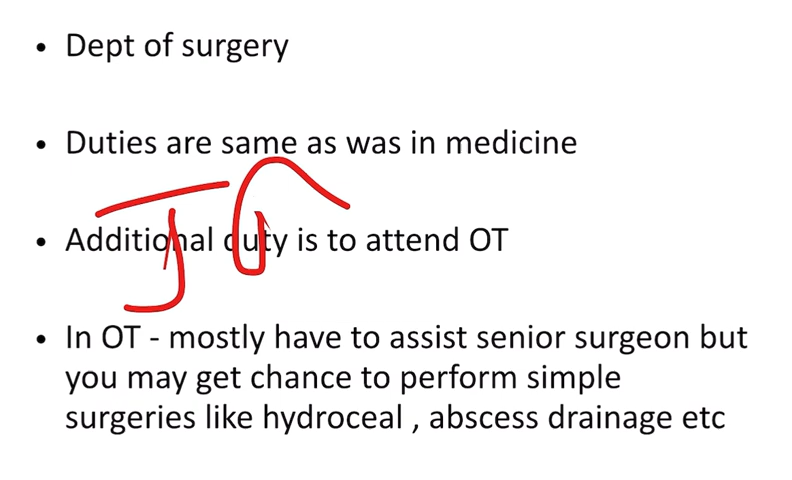 • Dept of surgery
• Duties are same as was in medicine
• Additional duty is to attend OT
• In OT - mostly have to assist senior surgeon but
you may get chance to perform simple
surgeries like hydroceal , abscess drainage etc